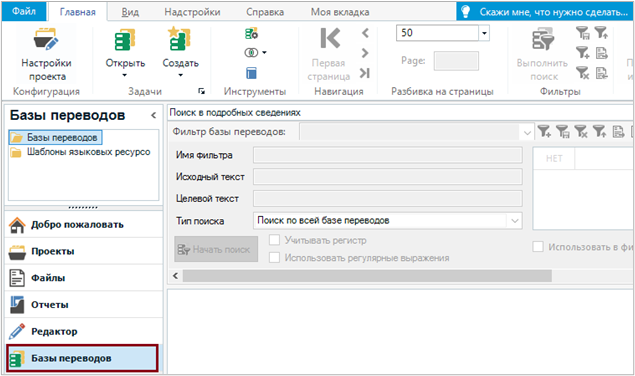 Файл Главная Вид Надстройки Справка Моя вкладка Скажи мне, что нужно сделать...
Настройки проекта
Открыть
Создать
Первая страница
50
Page:
Выполнить поиск
Конфигурация Задачи Инструменты Навигация Разбивка на страницы Фильтры
Базы переводов
Базы переводов
Шаблоны языковых ресурсо
Добро пожаловать
Проекты
Файлы
Отчеты
Редактор
Базы переводов
Поиск в подробных сведениях
Фильтр базы переводов:
Имя фильтра
Исходный текст
Целевой текст
Тип поиска Поиск по всей базе переводов
Начать поиск
Учитывать регистр
Использовать регулярные выражения
НЕТ
Использовать в фи